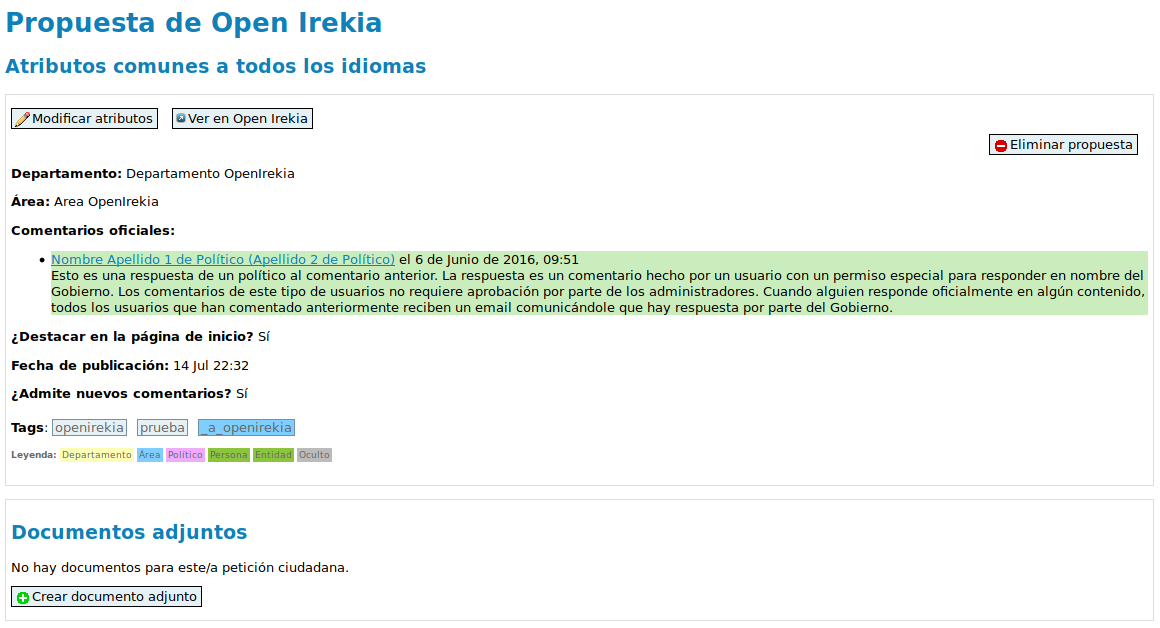 Propuesta de Open Irekia
Atributos comunes a todos los idiomas
Modificar atributos Ver en Open Irekia
Eliminar propuesta
Departamento: Departamento OpenIrekia
Área: Area OpenIrekia
Comentarios oficiales:
• Nombre Apellido 1 de Político (Apellido 2 de Político) el 6 de Junio de 2016, 09:51
Esto es una respuesta de un político al comentario anterior. La respuesta es un comentario hecho por un usuario con un permiso especial para responder en nombre del
Gobierno. Los comentarios de este tipo de usuarios no requiere aprobación por parte de los administradores. Cuando alguien responde oficialmente en algún contenido,
todos los usuarios que han comentado anteriormente reciben un email comunicándole que hay respuesta por parte del Gobierno.
¿Destacar en la página de inicio? Sí
Fecha de publicación: 14 Jul 22:32
¿Admite nuevos comentarios? Sí
Tags: openirekia prueba _a_openirekia
Leyenda: Departamento Área Político Persona Entidad Oculto
Documentos adjuntos
No hay documentos para este/a petición ciudadana.
Crear documento adjunto